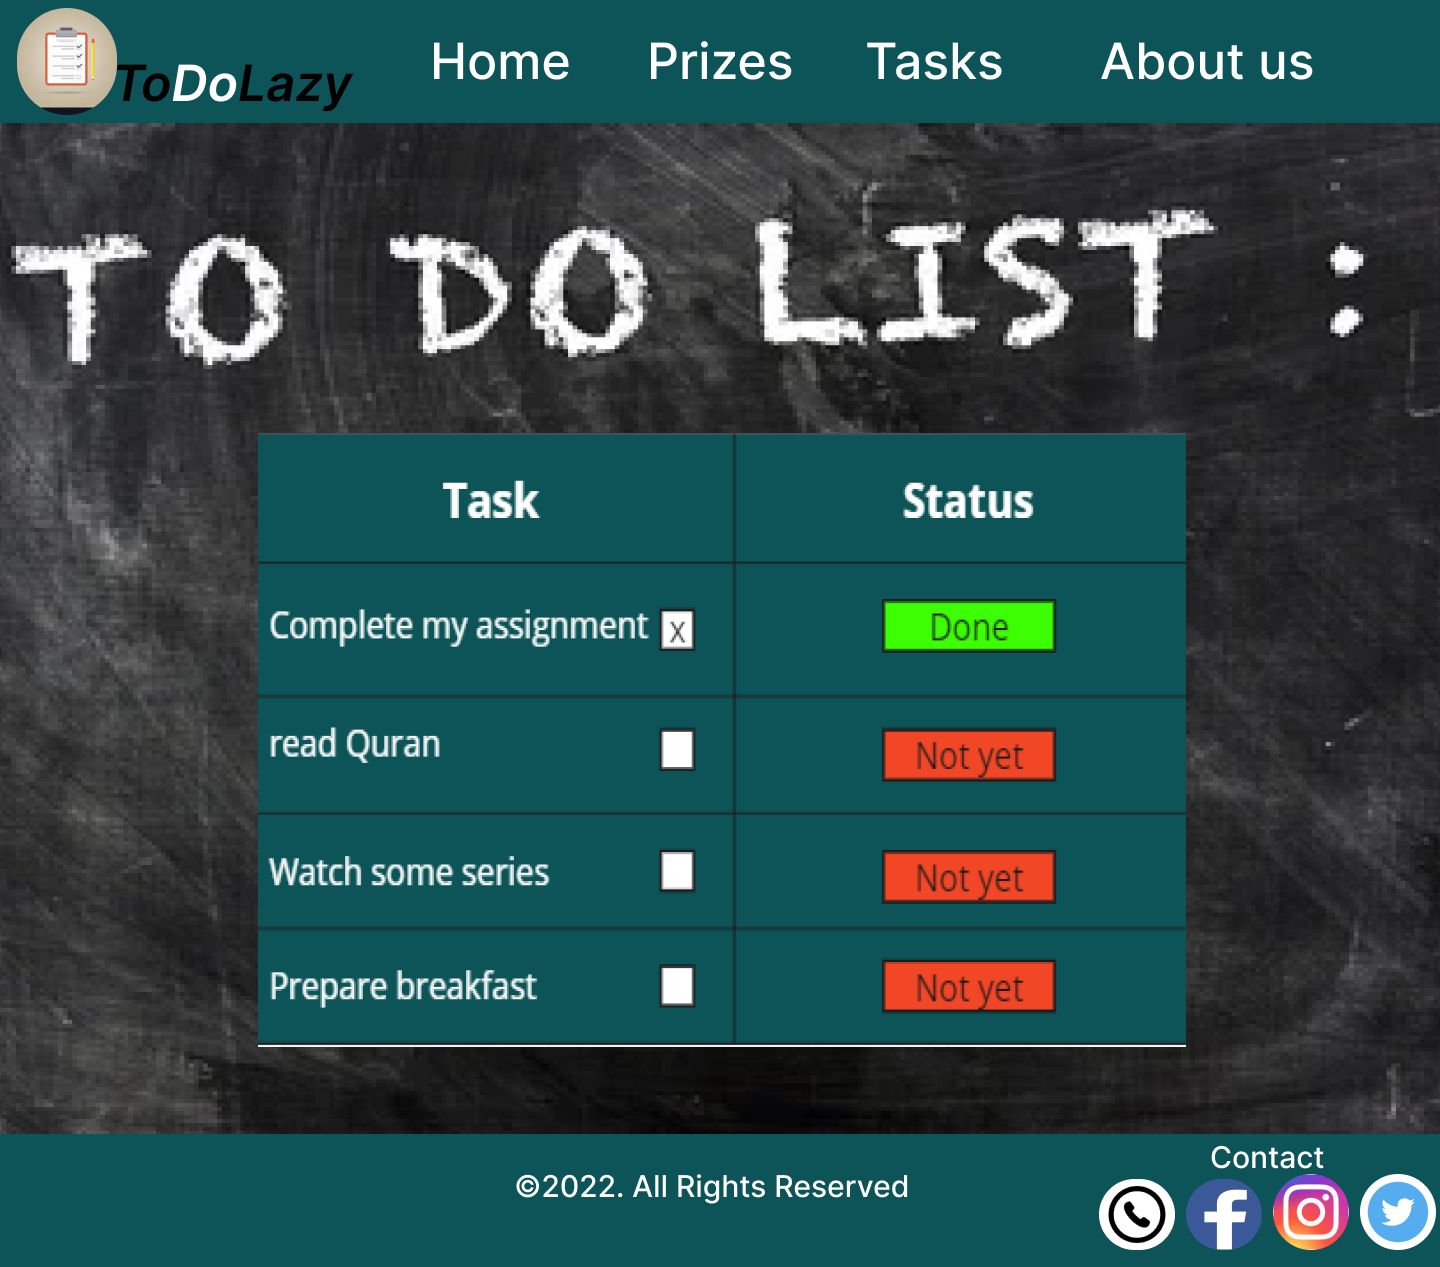 ToDoLazy Home Prizes Tasks About us
TO DO LIST :
Task Status
Complete my assignment x Done
read Quran Not yet
Watch some series Not yet
Prepare breakfast Not yet
Contact
©2022. All Rights Reserved